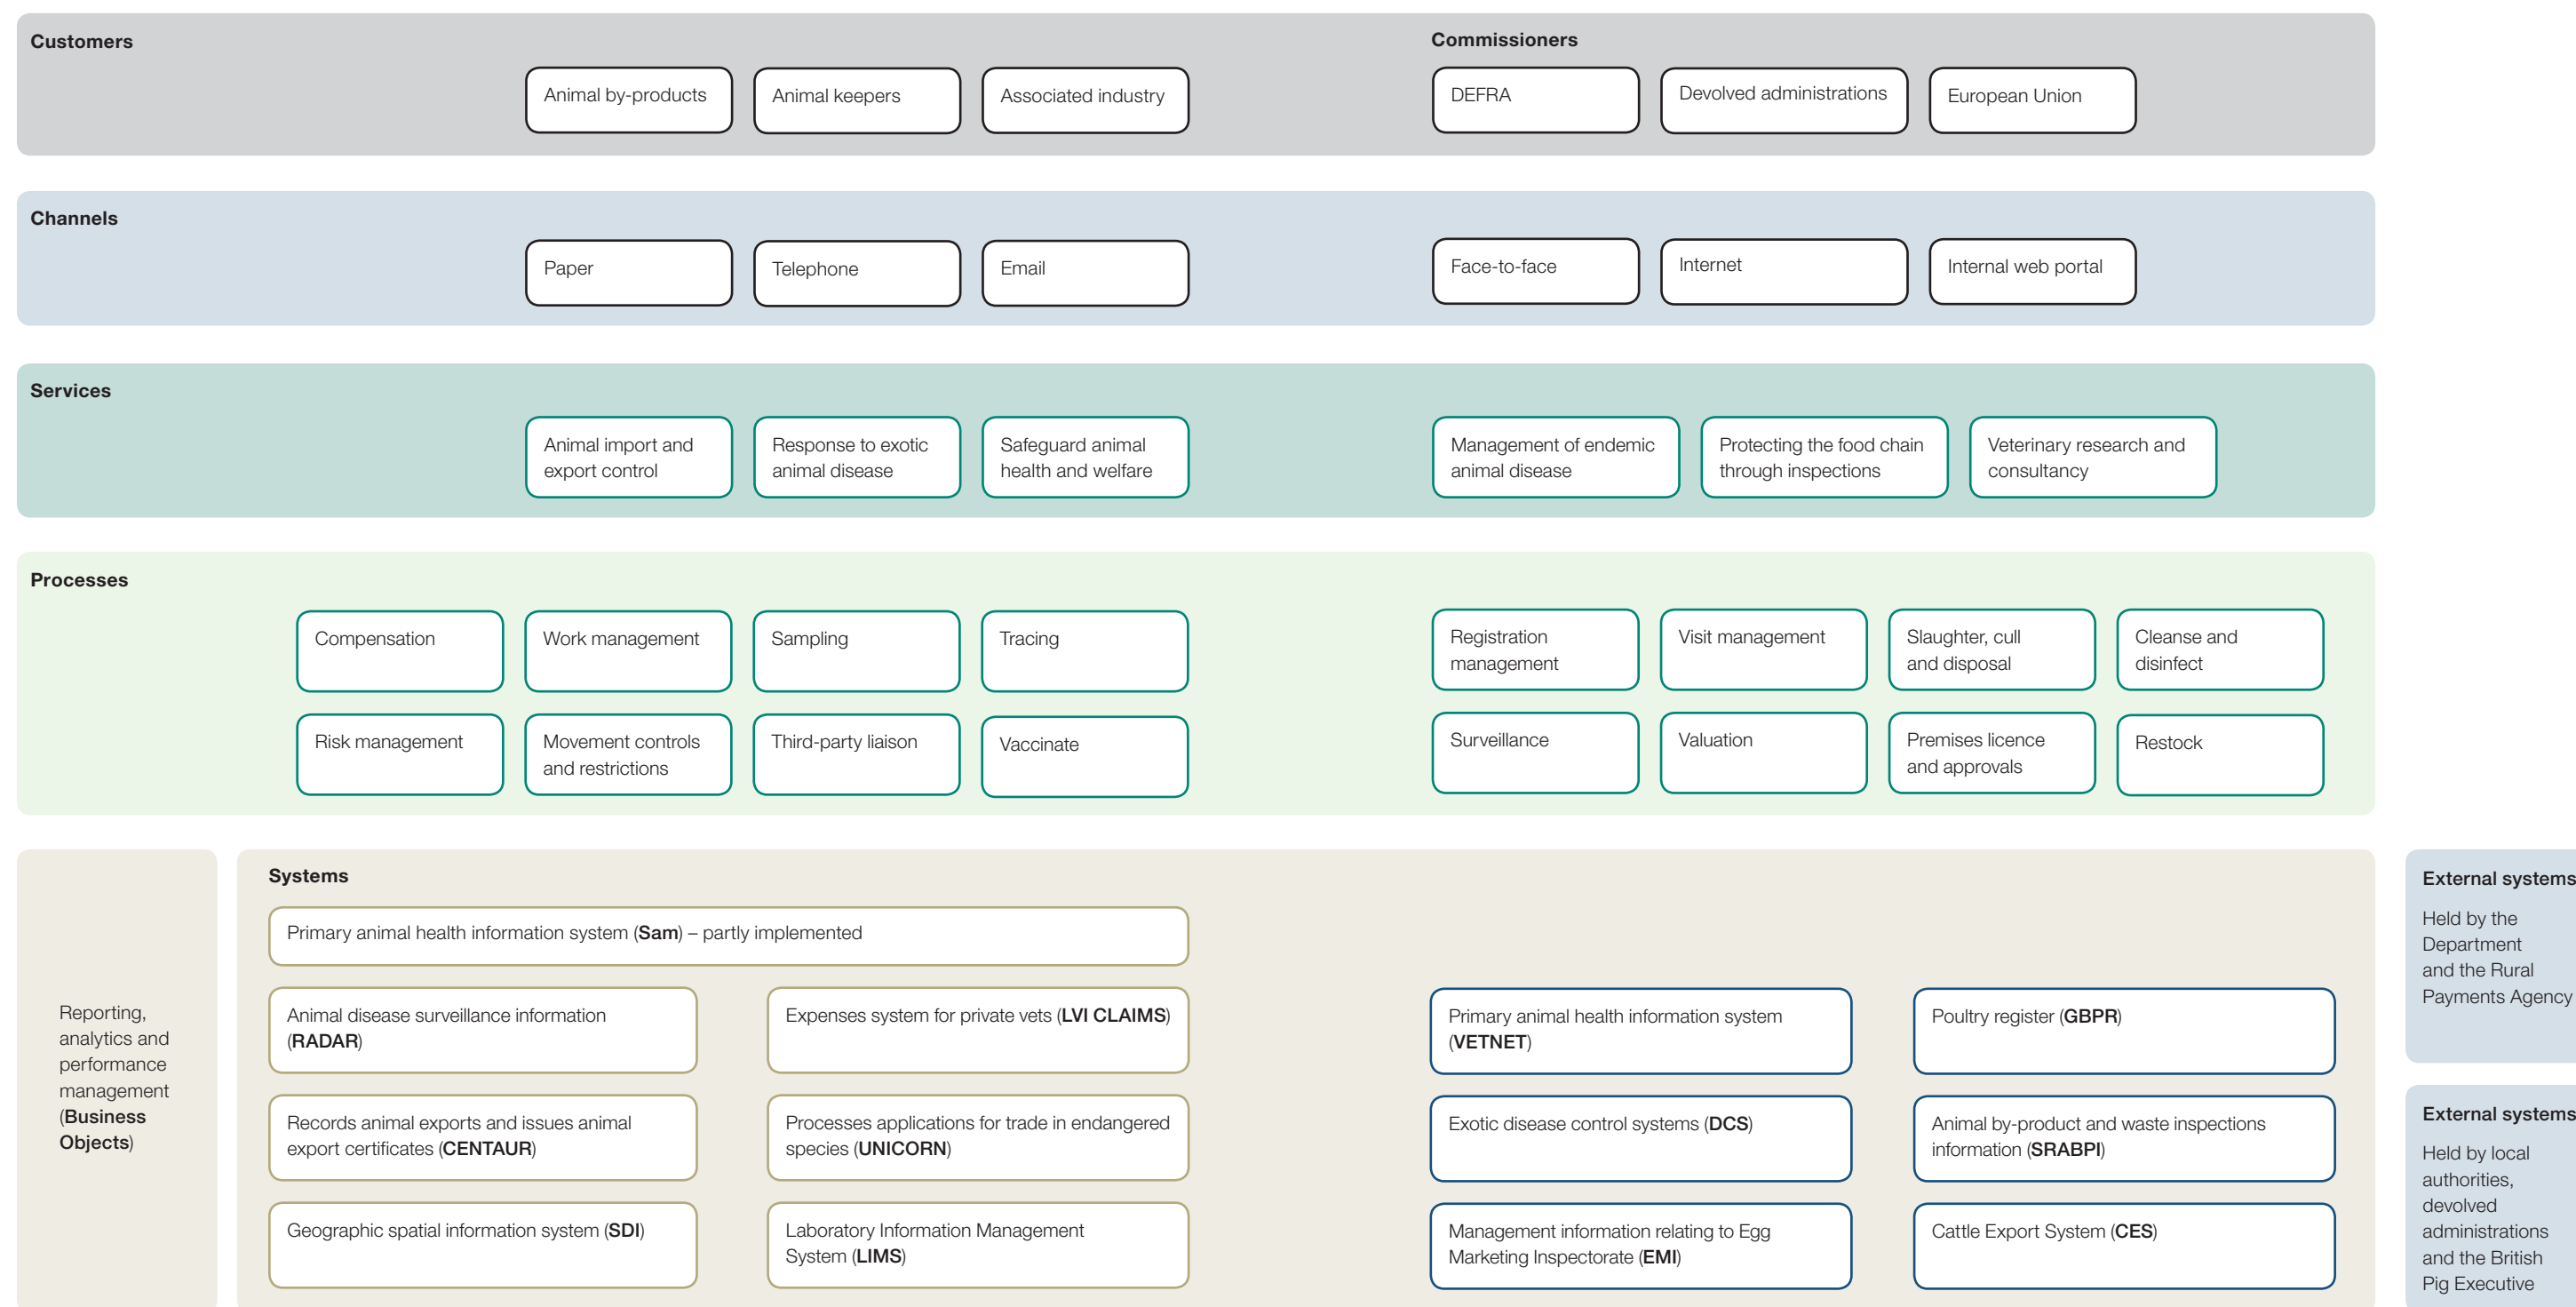 Customers
Commissioners
Animal by-products
Animal keepers
Associated industry
DEFRA
Devolved administrations
European Union
Channels
Paper
Telephone
Email
Face-to-face
Internet
Internal web portal
Services
Animal import and
export control
Response to exotic
animal disease
Safeguard animal
health and welfare
Management of endemic
animal disease
Protecting the food chain
through inspections
Veterinary research and
consultancy
Processes
Compensation
Work management
Sampling
Tracing
Registration
management
Visit management
Slaughter, cull
and disposal
Cleanse and
disinfect
Risk management
Movement controls
and restrictions
Third-party liaison
Vaccinate
Surveillance
Valuation
Premises licence
and approvals
Restock
Reporting,
analytics and
performance
management
(Business
Objects)
Systems
Primary animal health information system (Sam) – partly implemented
Animal disease surveillance information
(RADAR)
Expenses system for private vets (LVI CLAIMS)
Primary animal health information system
(VETNET)
Poultry register (GBPR)
Records animal exports and issues animal
export certificates (CENTAUR)
Processes applications for trade in endangered
species (UNICORN)
Exotic disease control systems (DCS)
Animal by-product and waste inspections
information (SRABPI)
Geographic spatial information system (SDI)
Laboratory Information Management
System (LIMS)
Management information relating to Egg
Marketing Inspectorate (EMI)
Cattle Export System (CES)
External systems
Held by the
Department
and the Rural
Payments Agency
External systems
Held by local
authorities,
devolved
administrations
and the British
Pig Executive